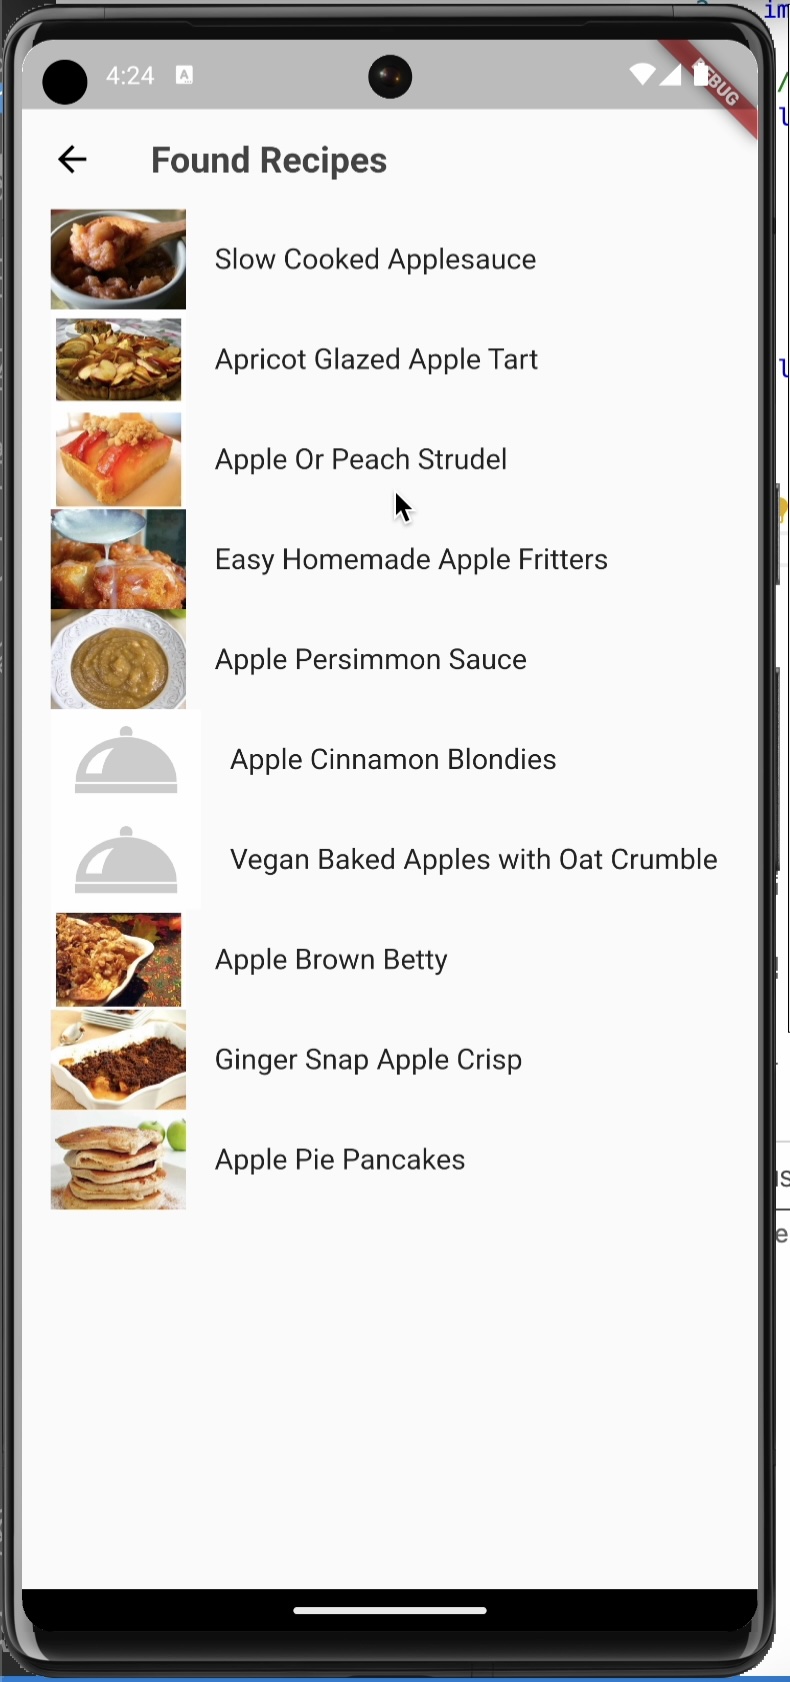 im
4:24
A
DEBUG
Found Recipes
Slow Cooked Applesauce
Apricot Glazed Apple Tart
Apple Or Peach Strudel
Easy Homemade Apple Fritters
Apple Persimmon Sauce
Apple Cinnamon Blondies
Vegan Baked Apples with Oat Crumble
Apple Brown Betty
Ginger Snap Apple Crisp
Apple Pie Pancakes